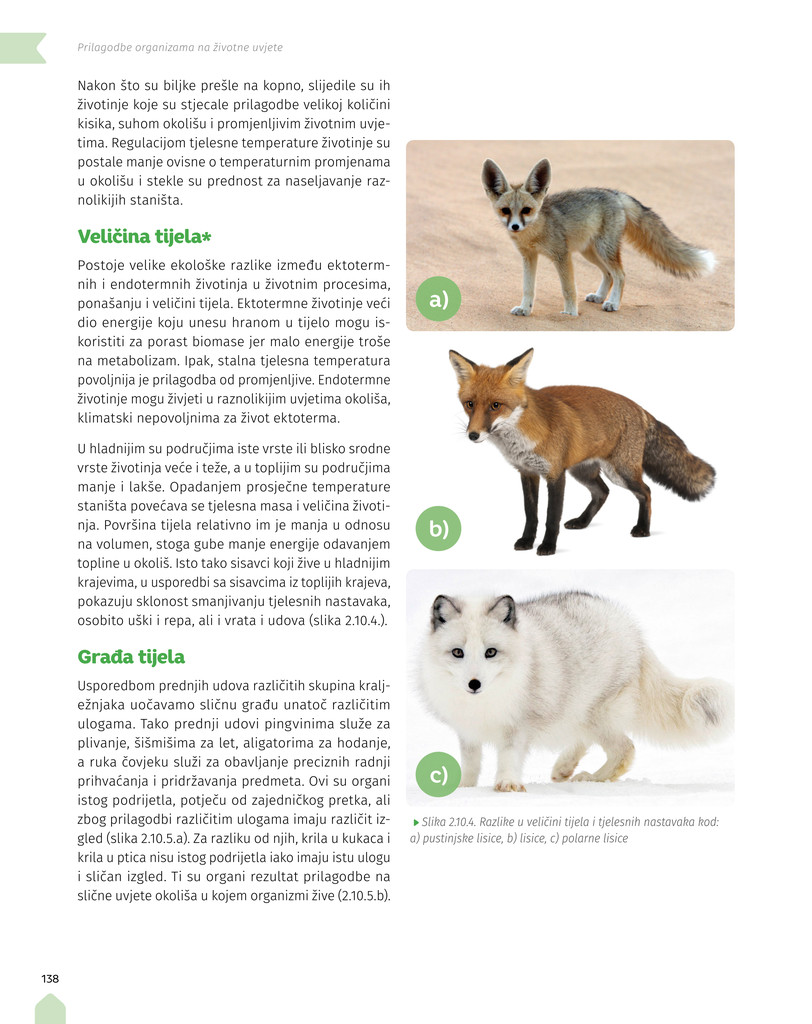 Prilagodbe organizama na životne uvjete
Nakon što su biljke prešle na kopno, slijedile su ih
životinje koje su stjecale prilagodbe velikoj količini
kisika, suhom okolišu i promjenljivim životnim uvje-
tima. Regulacijom tjelesne temperature životinje su
postale manje ovisne o temperaturnim promjenama
u okolišu i stekle su prednost za naseljavanje raz-
nolikijih staništa.
Veličina tijela*
Postoje velike ekološke razlike između ektoterm-
nih i endotermnih životinja u životnim procesima,
ponašanju i veličini tijela. Ektotermne životinje veći
dio energije koju unesu hranom u tijelo mogu is-
koristiti za porast biomase jer malo energije troše
na metabolizam. Ipak, stalna tjelesna temperatura
povoljnija je prilagodba od promjenljive. Endotermne
životinje mogu živjeti u raznolikijim uvjetima okoliša,
klimatski nepovoljnima za život ektoterma.
U hladnijim su područjima iste vrste ili blisko srodne
vrste životinja veće i teže, a u toplijim su područjima
manje i lakše. Opadanjem prosječne temperature
staništa povećava se tjelesna masa i veličina životi-
nja. Površina tijela relativno im je manja u odnosu
na volumen, stoga gube manje energije odavanjem
topline u okoliš. Isto tako sisavci koji žive u hladnijim
krajevima, u usporedbi sa sisavcima iz toplijih krajeva,
pokazuju sklonost smanjivanju tjelesnih nastavaka,
osobito uški i repa, ali i vrata i udova (slika 2.10.4.).
Građa tijela
Usporedbom prednjih udova različitih skupina kralj-
ežnjaka uočavamo sličnu građu unatoč različitim
ulogama. Tako prednji udovi pingvinima služe za
plivanje, šišmišima za let, aligatorima za hodanje,
a ruka čovjeku služi za obavljanje preciznih radnji
prihvaćanja i pridržavanja predmeta. Ovi su organi
istog podrijetla, potječu od zajedničkog pretka, ali
zbog prilagodbi različitim ulogama imaju različit iz-
gled (slika 2.10.5.a). Za razliku od njih, krila u kukaca i
krila u ptica nisu istog podrijetla iako imaju istu ulogu
i sličan izgled. Ti su organi rezultat prilagodbe na
slične uvjete okoliša u kojem organizmi žive (2.10.5.b).
a)
b)
c)
Slika 2.10.4. Razlike u veličini tijela i tjelesnih nastavaka kod:
a) pustinjske lisice, b) lisice, c) polarne lisice
138